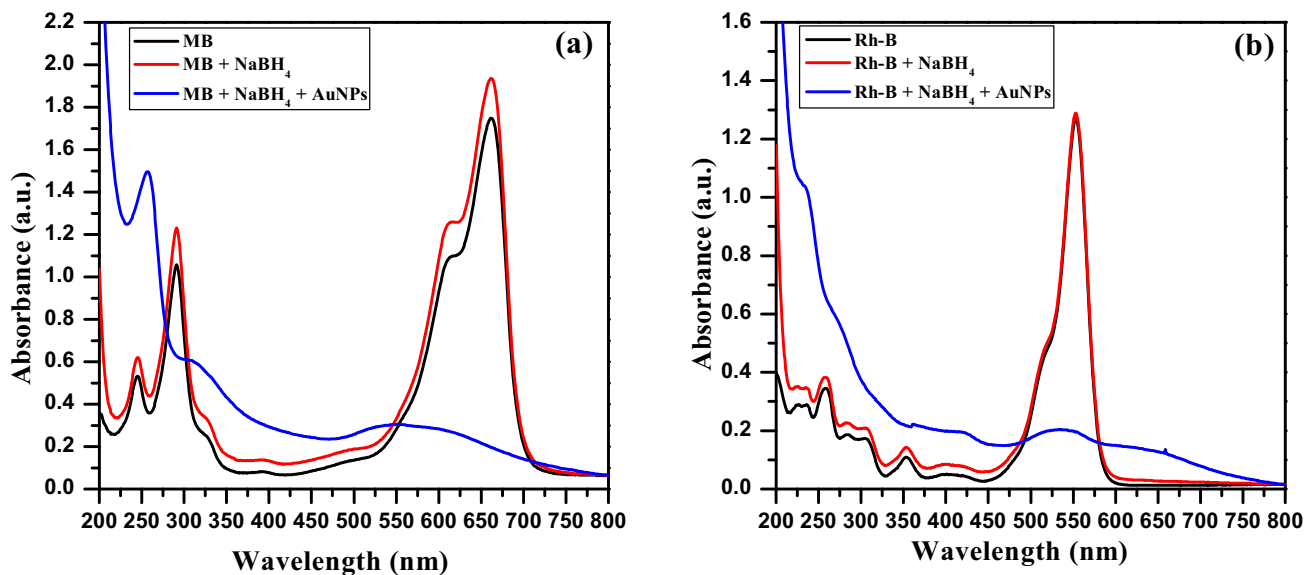 (a)
MB
MB + NaBH4
MB + NaBH4 + AuNPs
Absorbance (a.u.)
2.2
2.0
1.8
1.6
1.4
1.2
1.0
0.8
0.6
0.4
0.2
0.0
200 250 300 350 400 450 500 550 600 650 700 750 800
Wavelength (nm)
(b)
Rh-B
Rh-B + NaBH4
Rh-B + NaBH4 + AuNPs
Absorbance (a.u.)
1.6
1.4
1.2
1.0
0.8
0.6
0.4
0.2
0.0
200 250 300 350 400 450 500 550 600 650 700 750 800
Wavelength (nm)